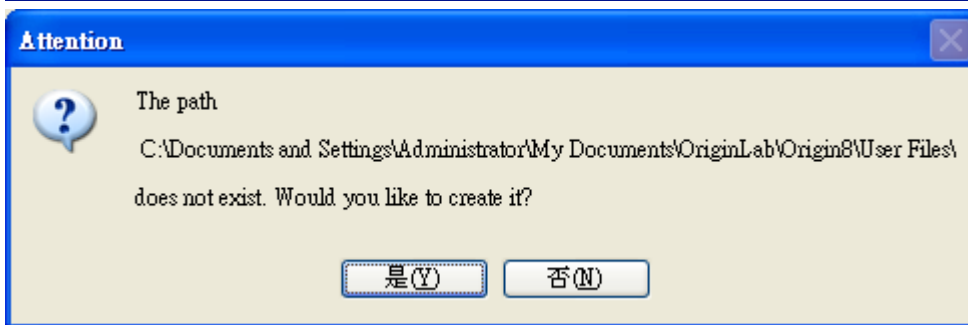 Attention
The path
C:\Documents and Settings\Administrator\My Documents\OriginLab\Origin8\User Files\
does not exist. Would you like to create it?
是(Y) 否(N)